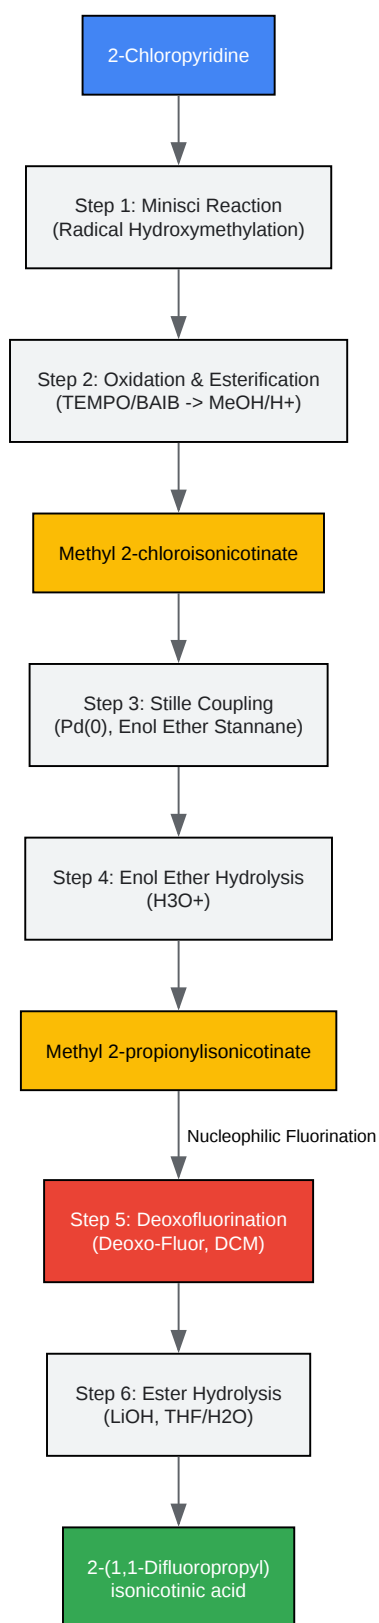 2-Chloropyridine
Step 1: Minisci Reaction
(Radical Hydroxymethylation)
Step 2: Oxidation & Esterification
(TEMPO/BAIB -> MeOH/H+)
Methyl 2-chloroisonicotinate
Step 3: Stille Coupling
(Pd(0), Enol Ether Stannane)
Step 4: Enol Ether Hydrolysis
(H3O+)
Methyl 2-propionylisonicotinate
Nucleophilic Fluorination
Step 5: Deoxofluorination
(Deoxo-Fluor, DCM)
Step 6: Ester Hydrolysis
(LiOH, THF/H2O)
2-(1,1-Difluoropropyl)
isonicotinic acid